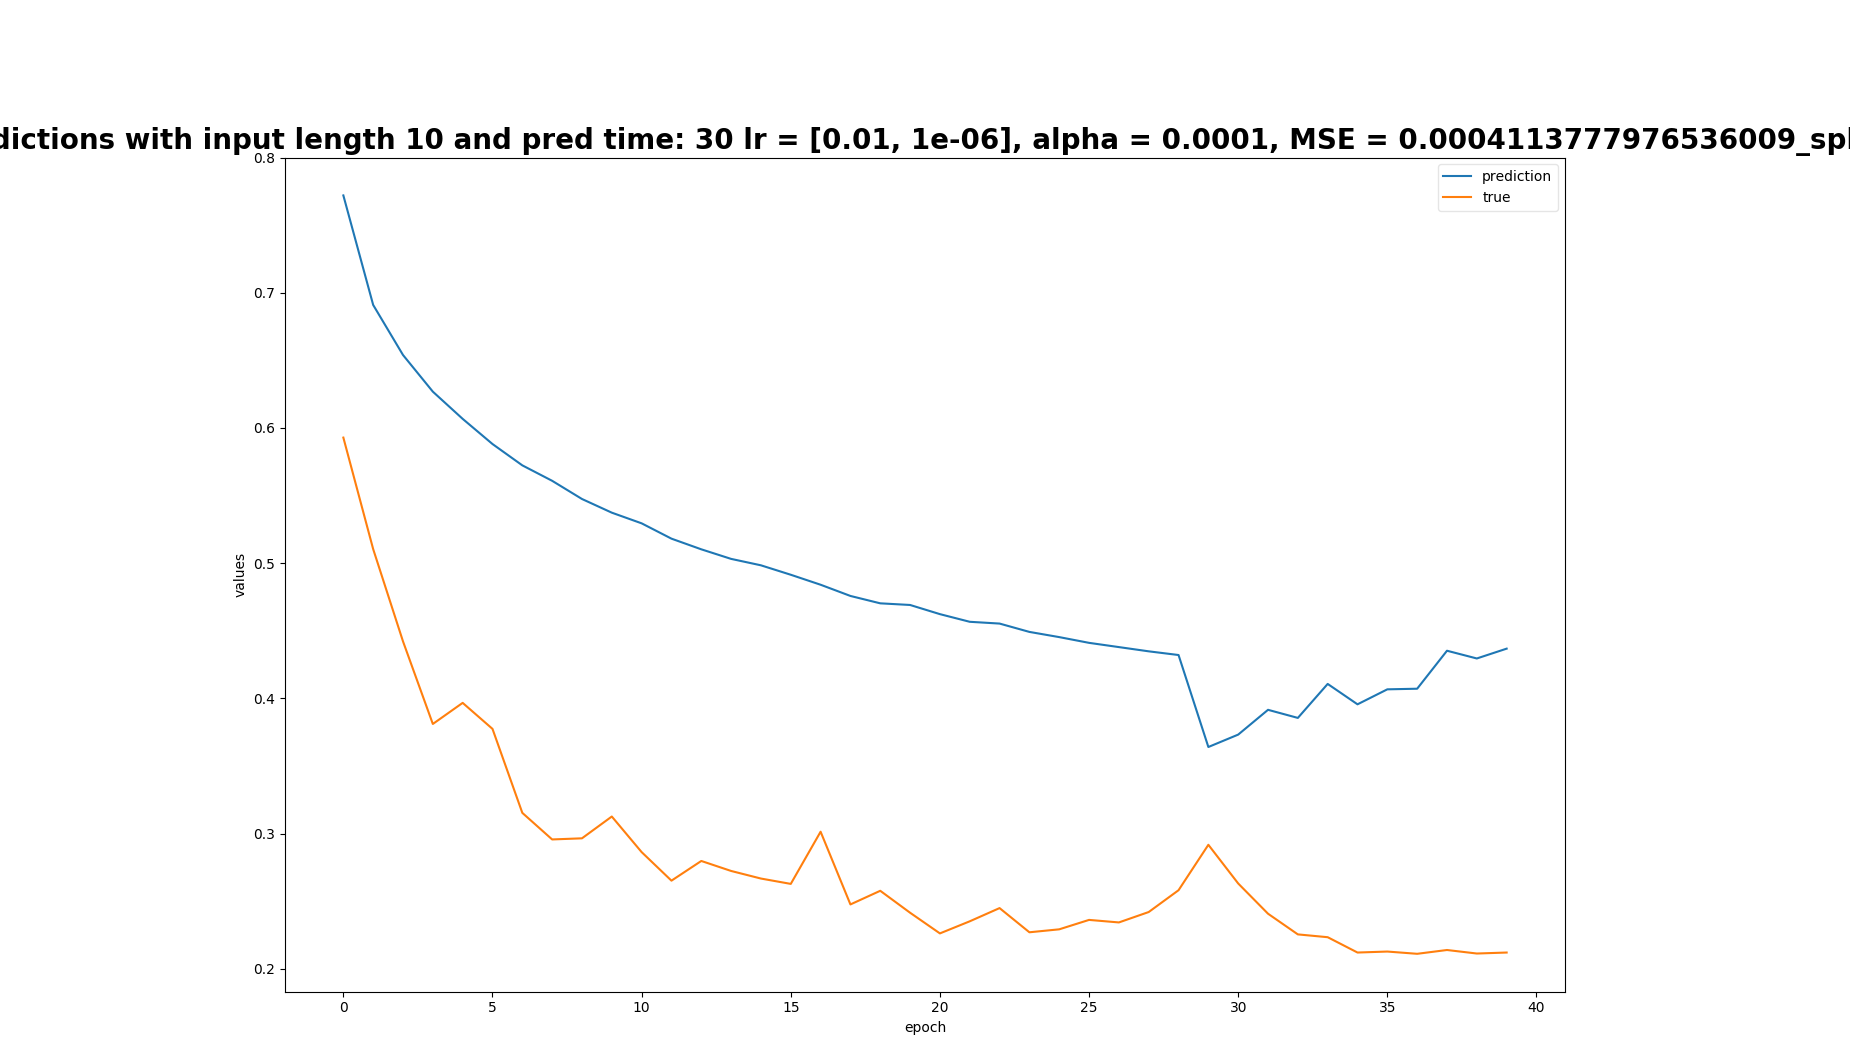 dictions with input length 10 and pred time: 30 lr = [0.01, 1e-06], alpha = 0.0001, MSE = 0.0004113777976536009_spl
prediction
true
0.8
0.7
0.6
0.5
0.4
0.3
0.2
values
0 5 10 15 20 25 30 35 40
epoch